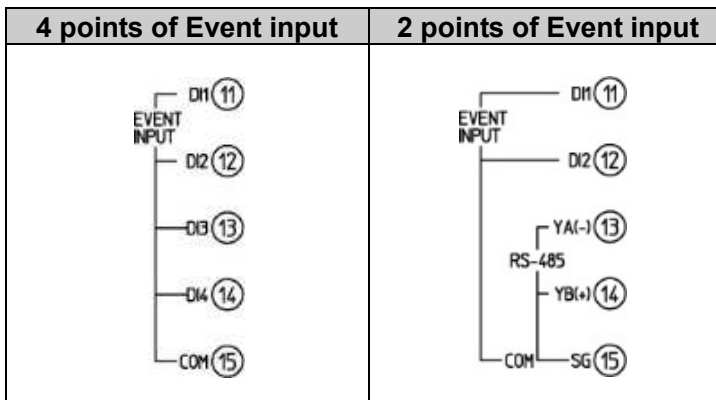 4 points of Event input
2 points of Event input
DI1 11
EVENT
INPUT
DI2 12
DI3 13
DI4 14
COM 15
DI1 11
EVENT
INPUT
DI2 12
YA(-) 13
RS-485
YB(+) 14
COM SG 15